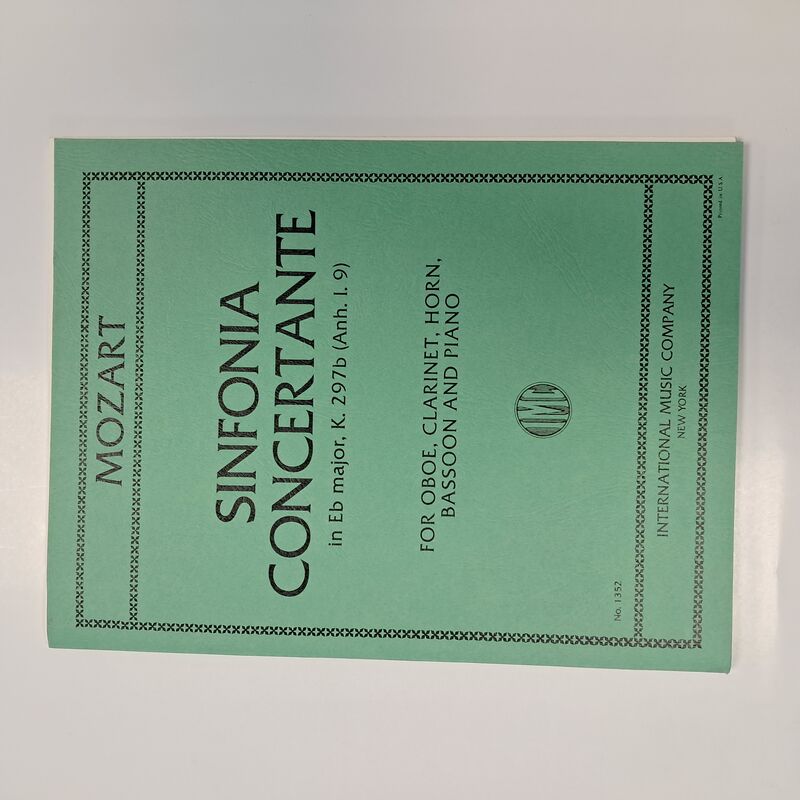 MOZART
SINFONIA
CONCERTANTE
in Eb major, K. 297b (Anh. I. 9)
FOR OBOE, CLARINET, HORN,
BASSOON AND PIANO
IMC
No. 1352
INTERNATIONAL MUSIC COMPANY
NEW YORK
Printed in U.S.A.